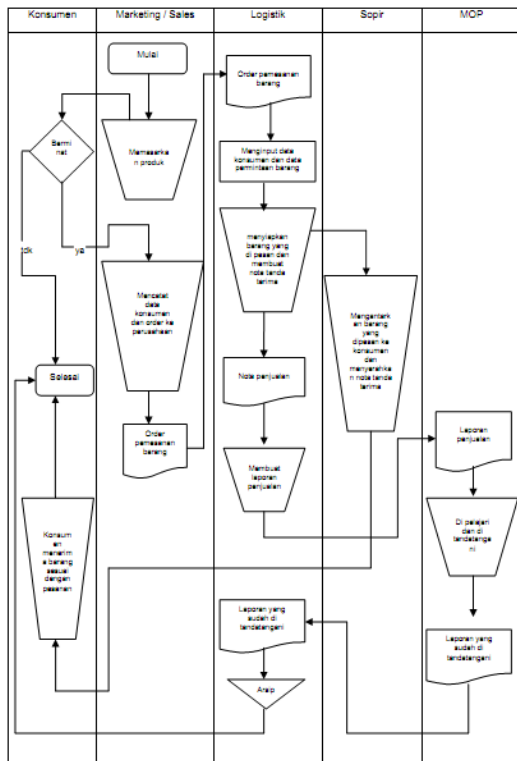 Konsumen
Marketing / Sales
Logistik
Sopir
MOP
Mulai
Order pemesanan
barang
Bermi
nat
Memasarka
n produk
Menginput data
konsumen dan data
permintaan barang
menyiapkan
barang yang
di pesan dan
membuat
nota tanda
terima
tdk
ya
Mencatat
data
konsumen
dan order ke
perusahaan
Mengantark
an barang
yang
dipesan ke
konsumen
dan
menyerahka
n nota tanda
terima
Selesai
Nota penjualan
Order
pemesanan
barang
Laporan
penjualan
Membuat
laporan
penjualan
Konsum
en
menerim
a barang
sesuai
dengan
pesanan
Di pelajari
dan di
tandatanga
ni
Laporan yang
sudah di
tandatangani
Laporan yang
sudah di
tandatangani
Arsip